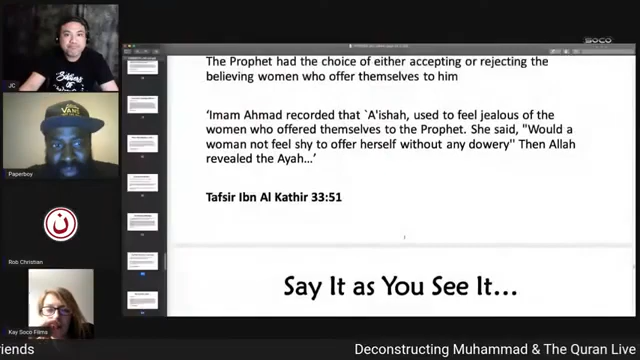 SOCO
The Prophet had the choice of either accepting or rejecting the
believing women who offer themselves to him
'Imam Ahmad recorded that `A'ishah, used to feel jealous of the
women who offered themselves to the Prophet. She said, "Would a
woman not feel shy to offer herself without any dowery" Then Allah
revealed the Ayah...'
Tafsir Ibn Al Kathir 33:51
Say It as You See It...
JC
VANS
Paperboy
ن
Rob Christian
Kay Soco Films
iends
Deconstructing Muhammad & The Quran Live